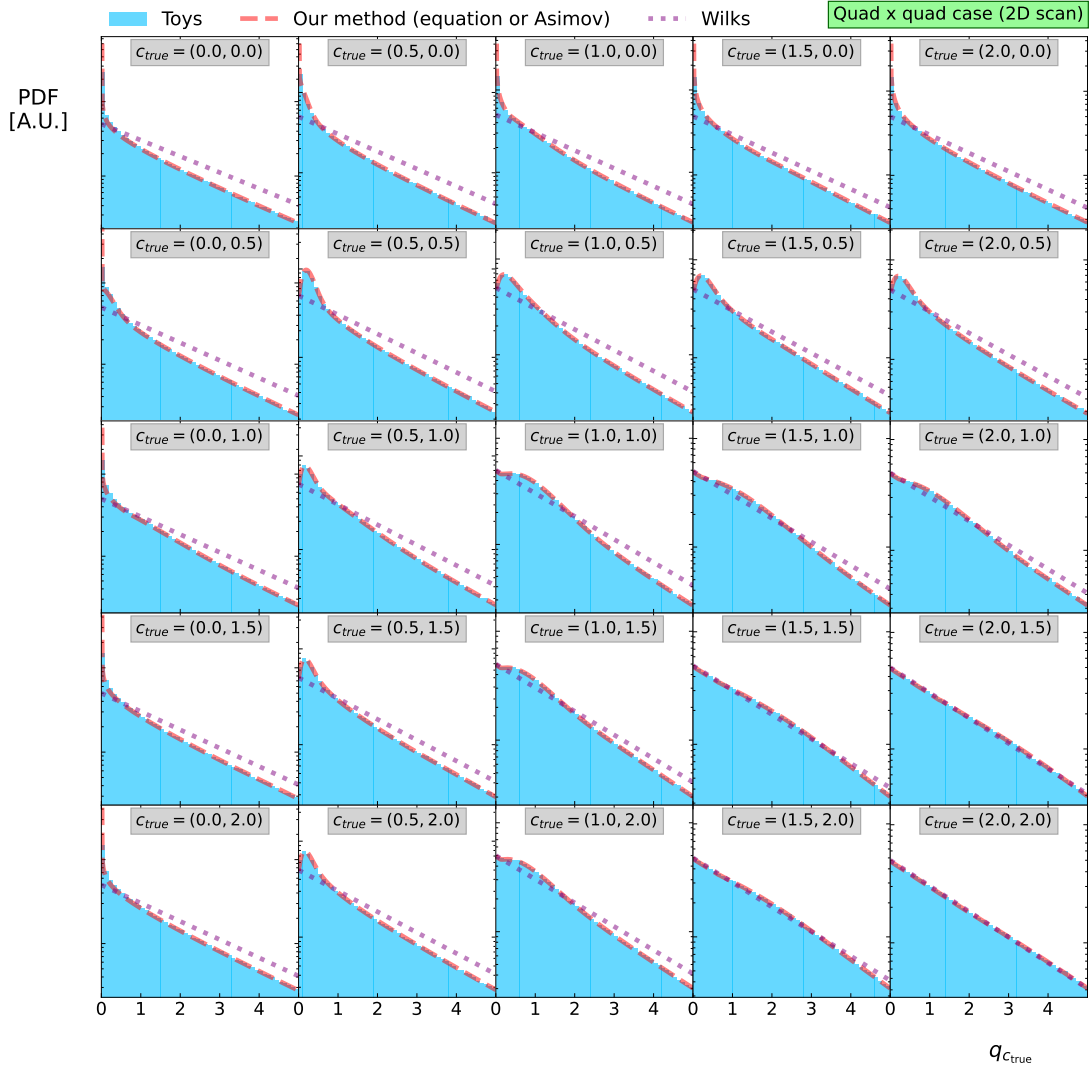 Toys
Our method (equation or Asimov)
Wilks
Quad x quad case (2D scan)
PDF
[A.U.]
c_true = (0.0, 0.0)
c_true = (0.5, 0.0)
c_true = (1.0, 0.0)
c_true = (1.5, 0.0)
c_true = (2.0, 0.0)
c_true = (0.0, 0.5)
c_true = (0.5, 0.5)
c_true = (1.0, 0.5)
c_true = (1.5, 0.5)
c_true = (2.0, 0.5)
c_true = (0.0, 1.0)
c_true = (0.5, 1.0)
c_true = (1.0, 1.0)
c_true = (1.5, 1.0)
c_true = (2.0, 1.0)
c_true = (0.0, 1.5)
c_true = (0.5, 1.5)
c_true = (1.0, 1.5)
c_true = (1.5, 1.5)
c_true = (2.0, 1.5)
c_true = (0.0, 2.0)
c_true = (0.5, 2.0)
c_true = (1.0, 2.0)
c_true = (1.5, 2.0)
c_true = (2.0, 2.0)
0 1 2 3 4 0 1 2 3 4 0 1 2 3 4 0 1 2 3 4 0 1 2 3 4
q_c_true